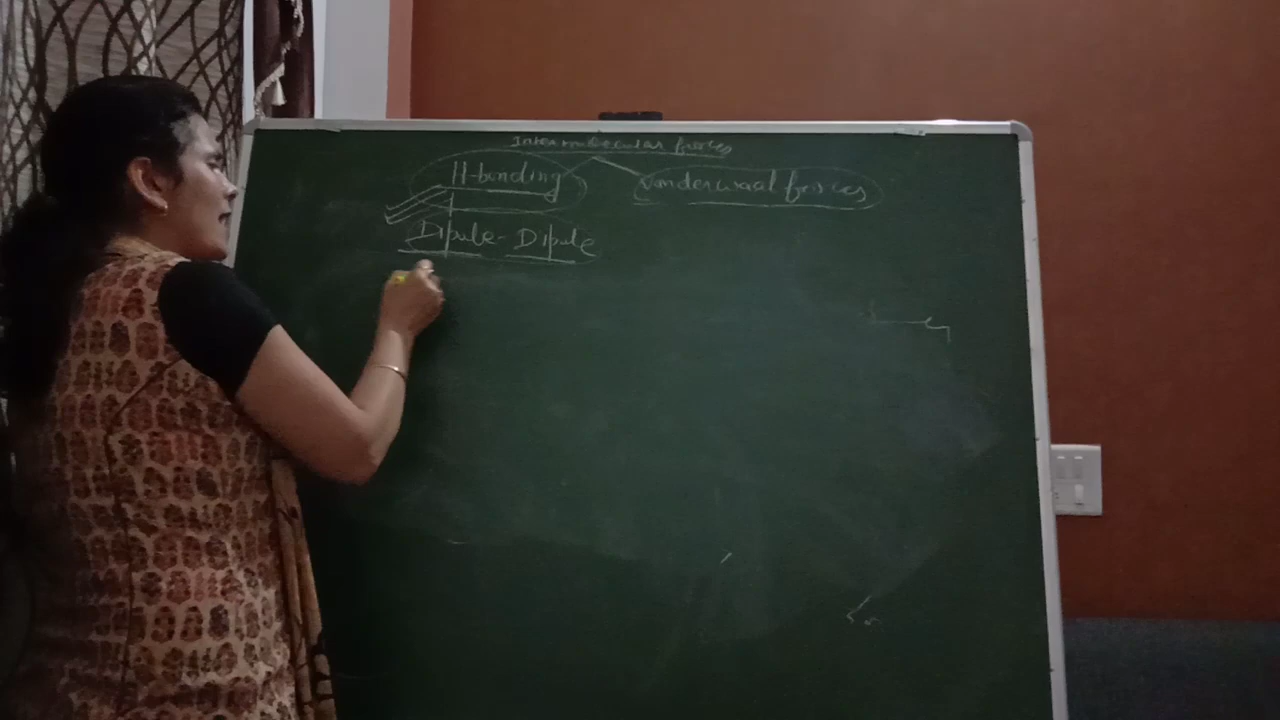 Intermolecular forces
H-bonding Vanderwaal forces
Dipole-Dipole